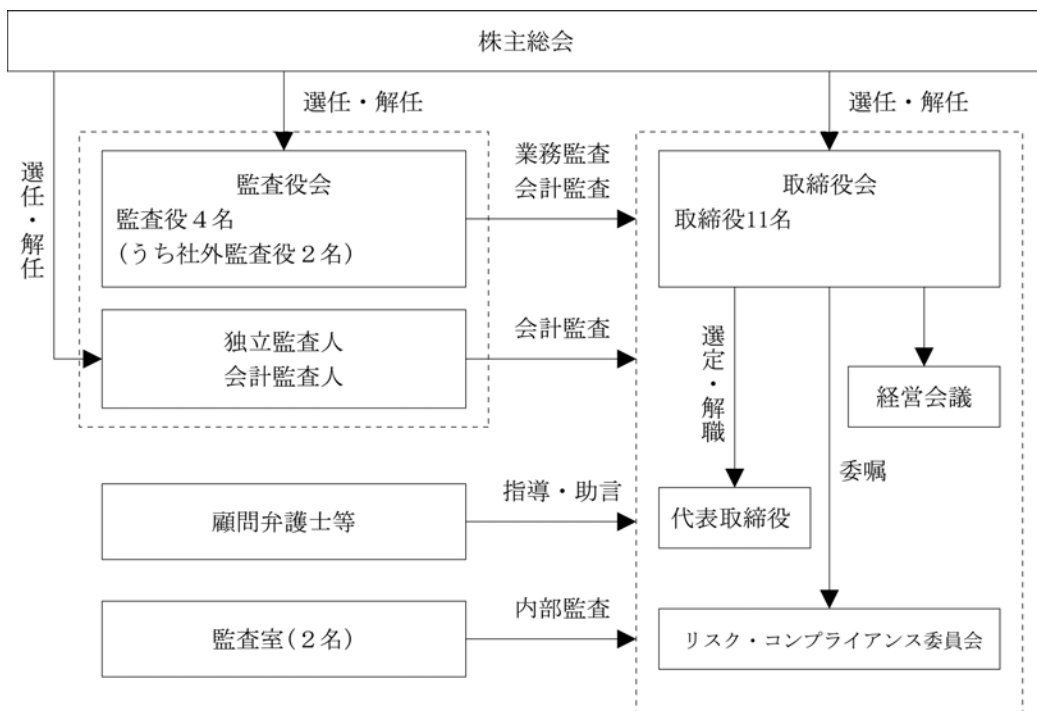 株主総会
選任・解任
選任・解任
選任・解任
監査役会
監査役４名
(うち社外監査役２名)
業務監査
会計監査
取締役会
取締役11名
独立監査人
会計監査人
会計監査
選定・解職
経営会議
委嘱
顧問弁護士等
指導・助言
代表取締役
監査室(２名)
内部監査
リスク・コンプライアンス委員会